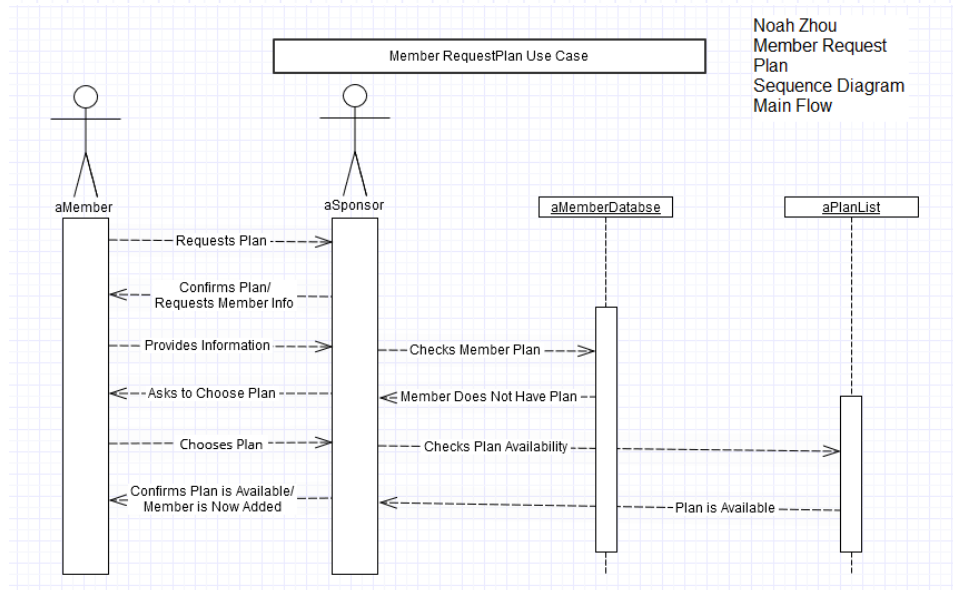 Noah Zhou
Member Request
Plan
Sequence Diagram
Main Flow
Member RequestPlan Use Case
aMember
aSponsor
aMemberDatabse
aPlanList
Requests Plan
Confirms Plan/
Requests Member Info
Provides Information
Checks Member Plan
Asks to Choose Plan
Member Does Not Have Plan
Chooses Plan
Checks Plan Availability
Confirms Plan is Available/
Member is Now Added
Plan is Available